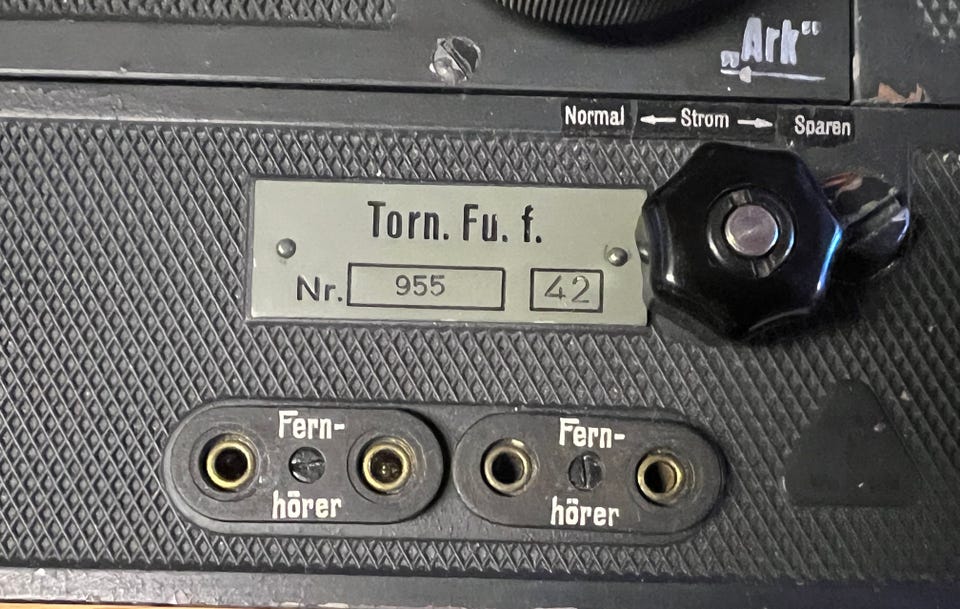 „Ark“
Normal ← Strom → Sparen
Torn. Fu. f.
Nr. 955 42
Fern-
hörer
Fern-
hörer